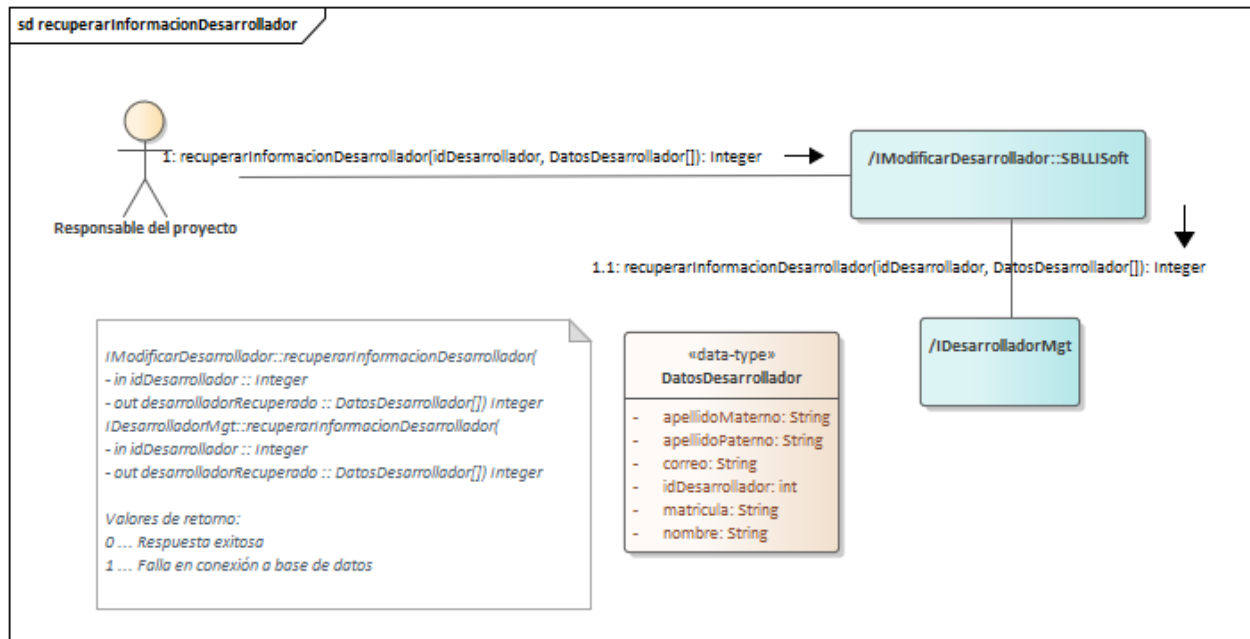 sd recuperarInformacionDesarrollador
1: recuperarInformacionDesarrollador(idDesarrollador, DatosDesarrollador[]): Integer
/IModificarDesarrollador::SBLLISoft
Responsable del proyecto
1.1: recuperarInformacionDesarrollador(idDesarrollador, DatosDesarrollador[]): Integer
/IDesarrolladorMgt
IModificarDesarrollador::recuperarInformacionDesarrollador(
- in idDesarrollador :: Integer
- out desarrolladorRecuperado :: DatosDesarrollador[]) Integer
IDesarrolladorMgt::recuperarInformacionDesarrollador(
- in idDesarrollador :: Integer
- out desarrolladorRecuperado :: DatosDesarrollador[]) Integer
Valores de retorno:
0 ... Respuesta exitosa
1 ... Falla en conexión a base de datos
«data-type»
DatosDesarrollador
- apellidoMaterno: String
- apellidoPaterno: String
- correo: String
- idDesarrollador: int
- matricula: String
- nombre: String